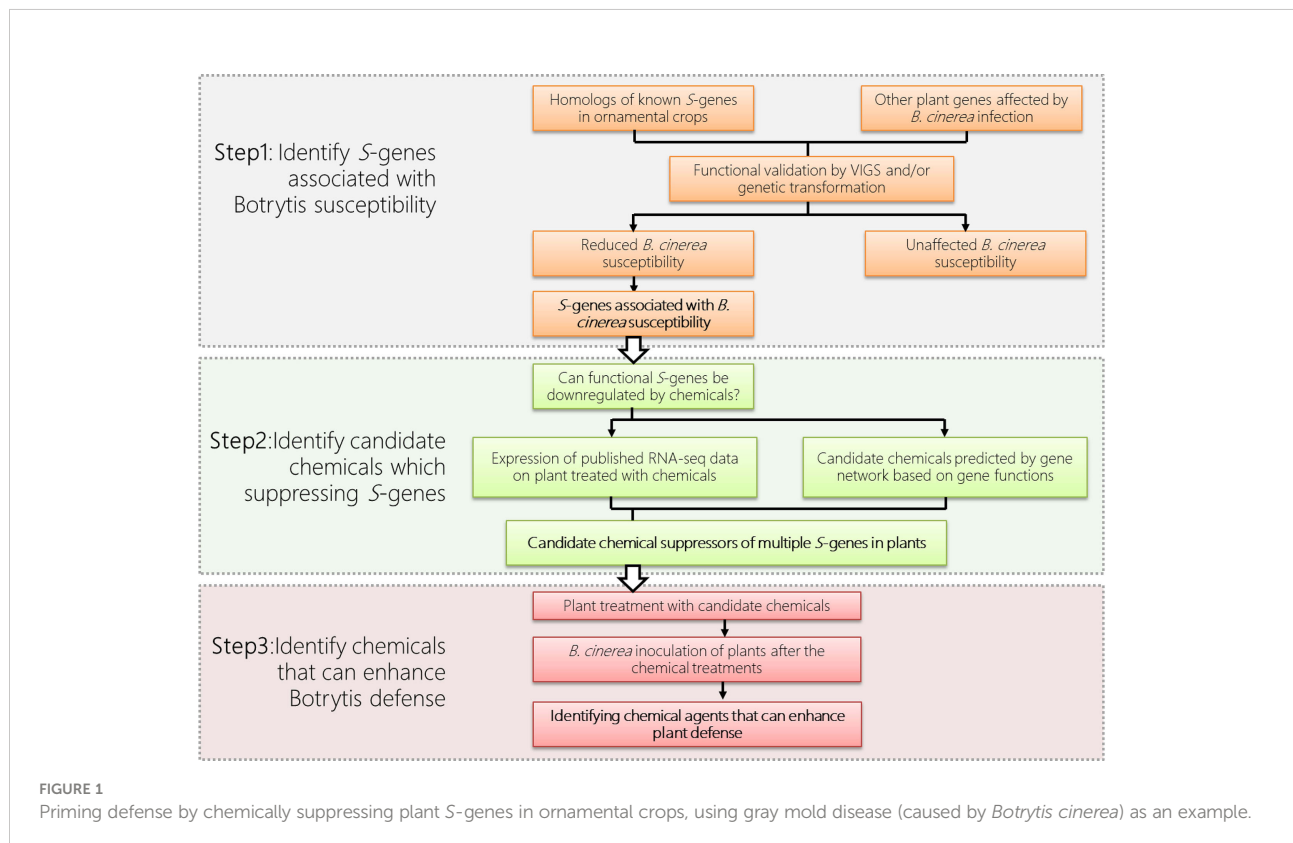 Homologs of known S-genes
in ornamental crops
Other plant genes affected by
B. cinerea infection
Step1: Identify S-genes
associated with
Botrytis susceptibility
Functional validation by VIGS and/or
genetic transformation
Reduced B. cinerea
susceptibility
Unaffected B. cinerea
susceptibility
S-genes associated with B.
cinerea susceptibility
Can functional S-genes be
downregulated by chemicals?
Step2:Identify candidate
chemicals which
suppressing S-genes
Expression of published RNA-seq data
on plant treated with chemicals
Candidate chemicals predicted by gene
network based on gene functions
Candidate chemical suppressors of multiple S-genes in plants
Plant treatment with candidate chemicals
Step3:Identify chemicals
that can enhance
Botrytis defense
B. cinerea inoculation of plants after the
chemical treatments
Identifying chemical agents that can enhance
plant defense
FIGURE 1
Priming defense by chemically suppressing plant S-genes in ornamental crops, using gray mold disease (caused by Botrytis cinerea) as an example.